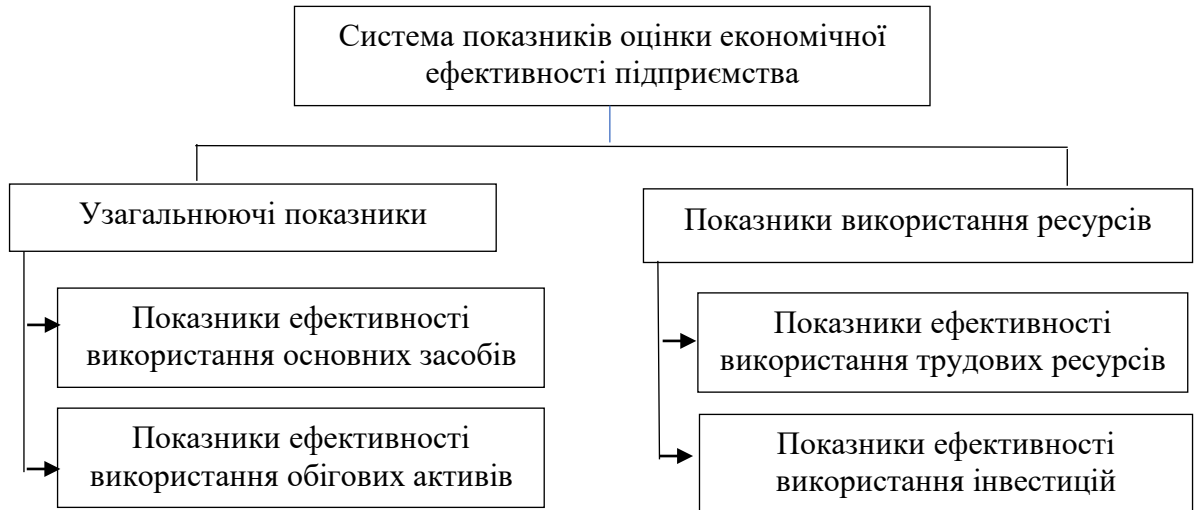 Система показників оцінки економічної
ефективності підприємства
Узагальнюючі показники
Показники ефективності
використання основних засобів
Показники ефективності
використання обігових активів
Показники використання ресурсів
Показники ефективності
використання трудових ресурсів
Показники ефективності
використання інвестицій